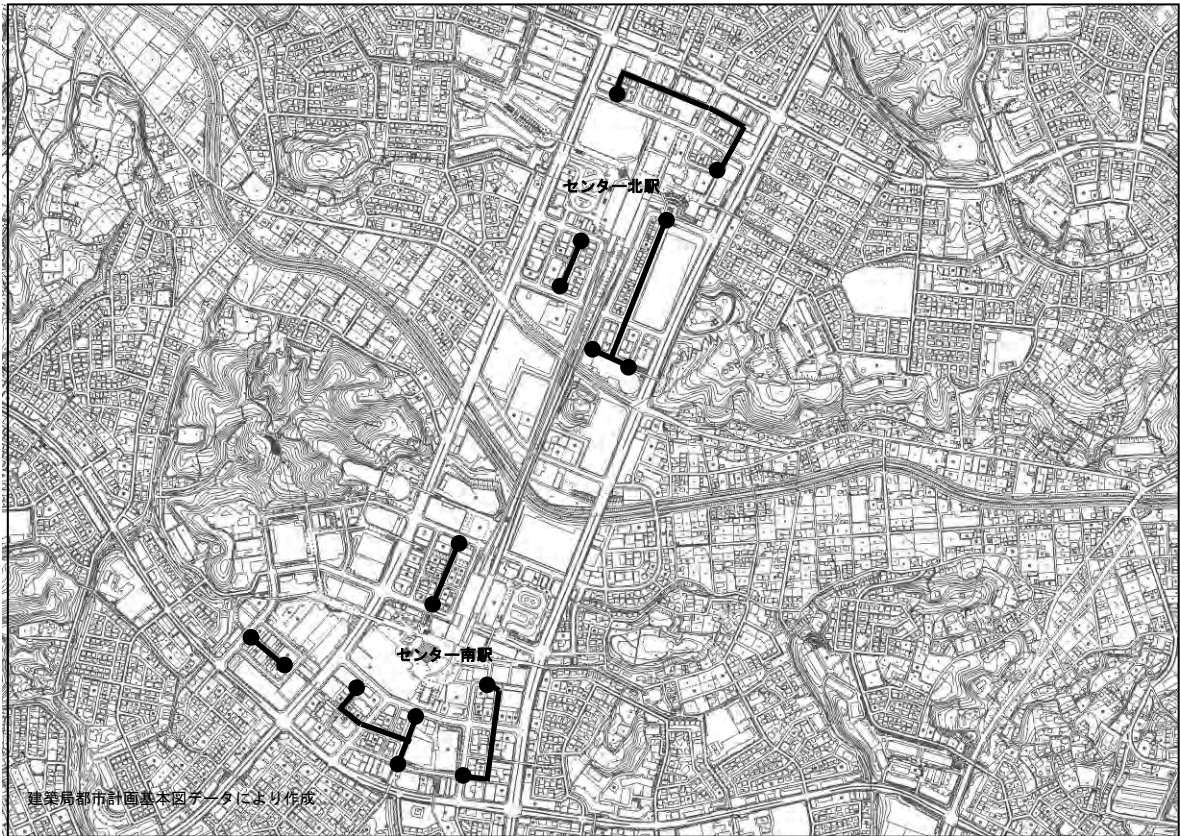 センター北駅
センター南駅
建築局都市計画基本図データにより作成